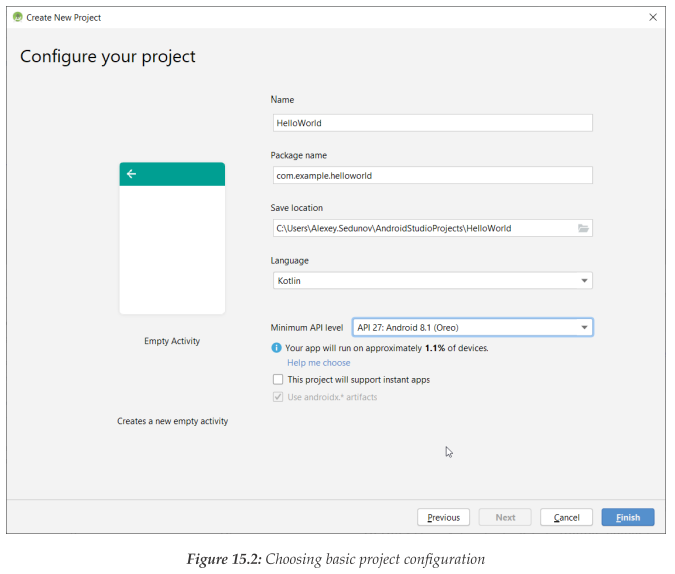 Create New Project
Configure your project
Name
HelloWorld
Package name
com.example.helloworld
Save location
C:\Users\Alexey.Sedunov\AndroidStudioProjects\HelloWorld
Language
Kotlin
Minimum API level API 27: Android 8.1 (Oreo)
Empty Activity
Your app will run on approximately 1.1% of devices.
Help me choose
This project will support instant apps
Use androidx.* artifacts
Creates a new empty activity
Previous Next Cancel Finish
Figure 15.2: Choosing basic project configuration